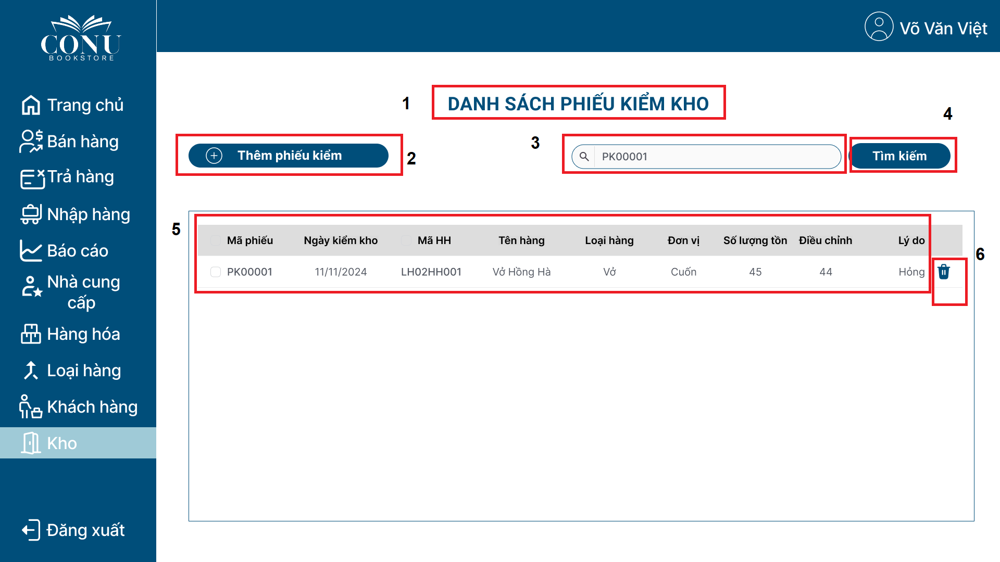 CONU
BOOKSTORE
Võ Văn Việt
Trang chủ
Bán hàng
Trả hàng
Nhập hàng
Báo cáo
Nhà cung
cấp
Hàng hóa
Loại hàng
Khách hàng
Kho
Đăng xuất
1
DANH SÁCH PHIẾU KIỂM KHO
4
Thêm phiếu kiểm
2
3
PK00001
Tìm kiếm
5
Mã phiếu Ngày kiểm kho Mã HH Tên hàng Loại hàng Đơn vị Số lượng tồn Điều chỉnh Lý do
6
PK00001 11/11/2024 LH02HH001 Vở Hồng Hà Vở Cuốn 45 44 Hỏng